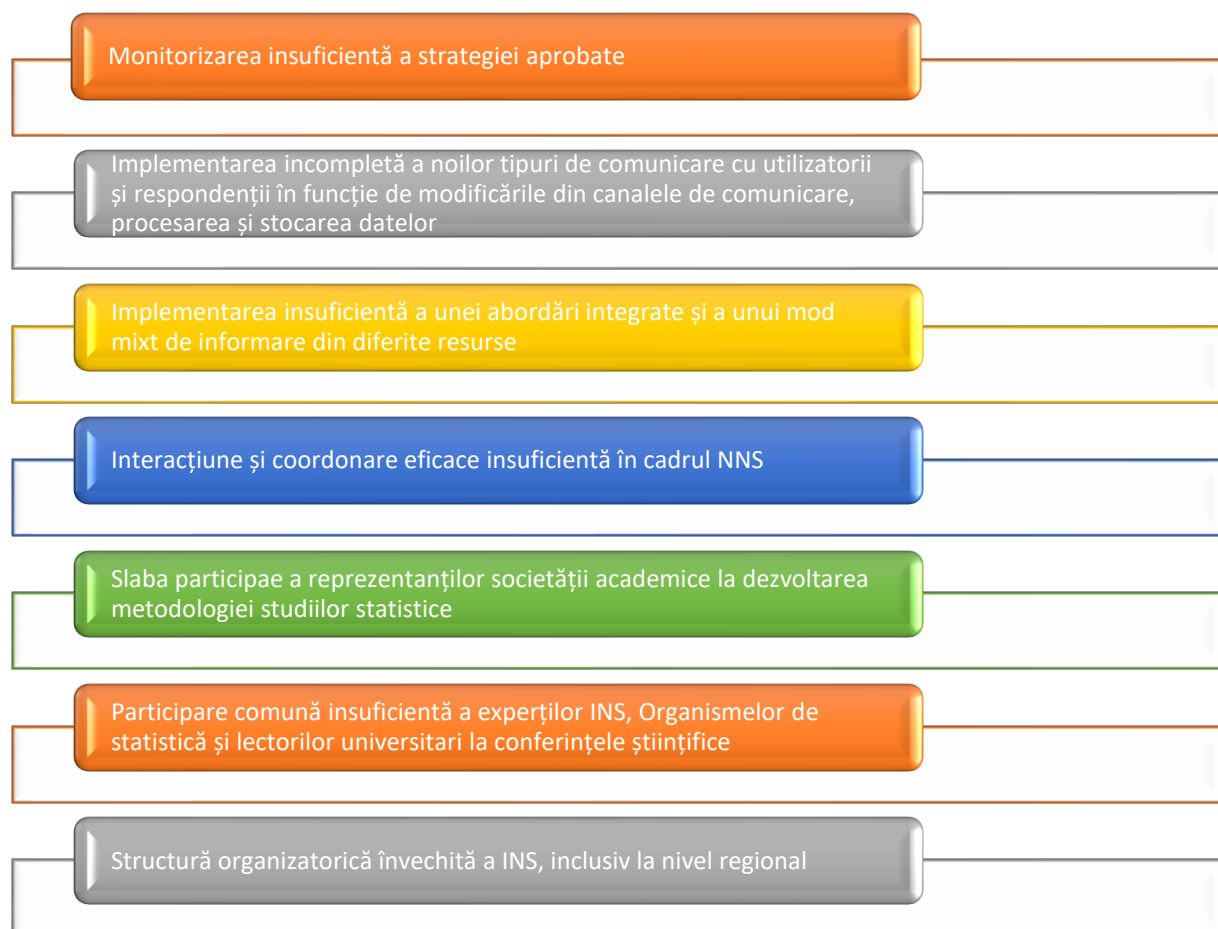 Monitorizarea insuficientă a strategiei aprobate
Implementarea incompletă a noilor tipuri de comunicare cu utilizatorii
și respondenții în funcție de modificările din canalele de comunicare,
procesarea și stocarea datelor
Implementarea insuficientă a unei abordări integrate și a unui mod
mixt de informare din diferite resurse
Interacțiune și coordonare eficace insuficientă în cadrul NNS
Slaba participae a reprezentanților societății academice la dezvoltarea
metodologiei studiilor statistice
Participare comună insuficientă a experților INS, Organismelor de
statistică și lectorilor universitari la conferințele științifice
Structură organizatorică învechită a INS, inclusiv la nivel regional